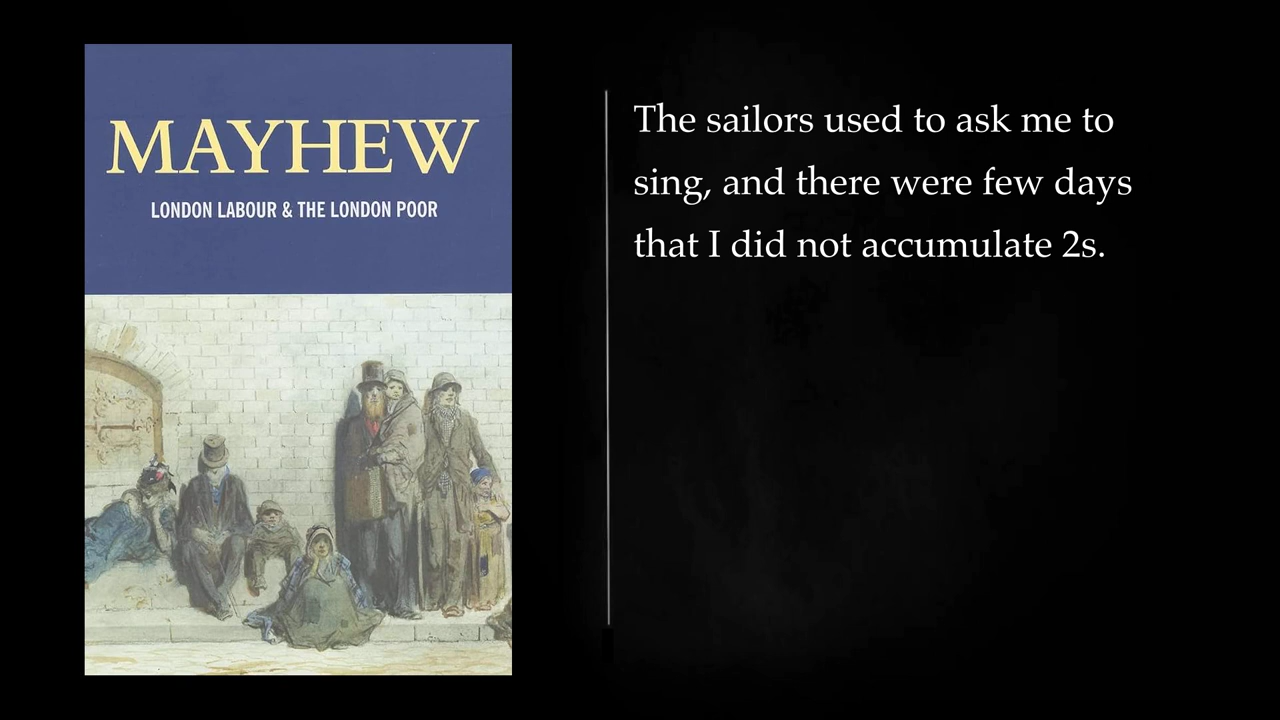 MAYHEW
LONDON LABOUR & THE LONDON POOR
The sailors used to ask me to
sing, and there were few days
that I did not accumulate 2s.